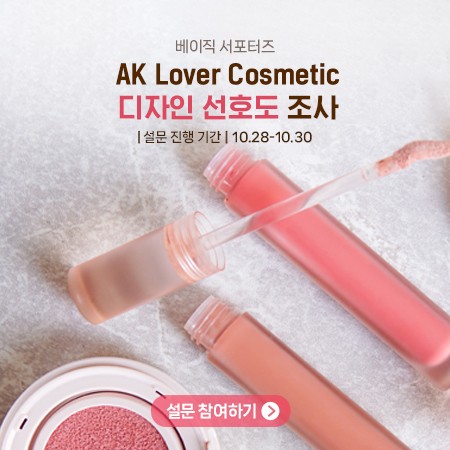 베이직 서포터즈
AK Lover Cosmetic
디자인 선호도 조사
| 설문 진행 기간 | 10.28-10.30
설문 참여하기